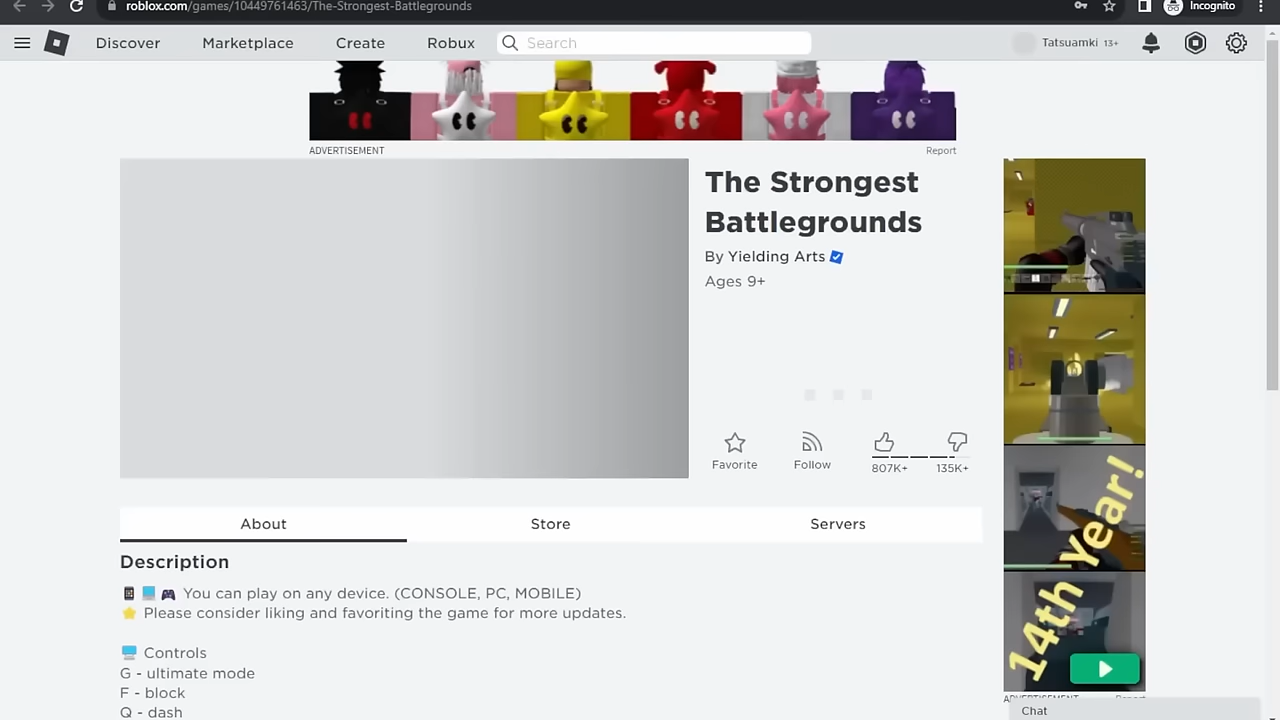 roblox.com/games/10449761463/The-Strongest-Battlegrounds
Incognito
Discover
Marketplace
Create
Robux
Search
Tatsuamki 13+
ADVERTISEMENT
Report
The Strongest
Battlegrounds
By Yielding Arts
Ages 9+
Favorite
Follow
807K+
135K+
14th Year!
About
Store
Servers
Description
You can play on any device. (CONSOLE, PC, MOBILE)
Please consider liking and favoriting the game for more updates.
Controls
G - ultimate mode
F - block
Q - dash
ADVERTISEMENT
Report
Chat